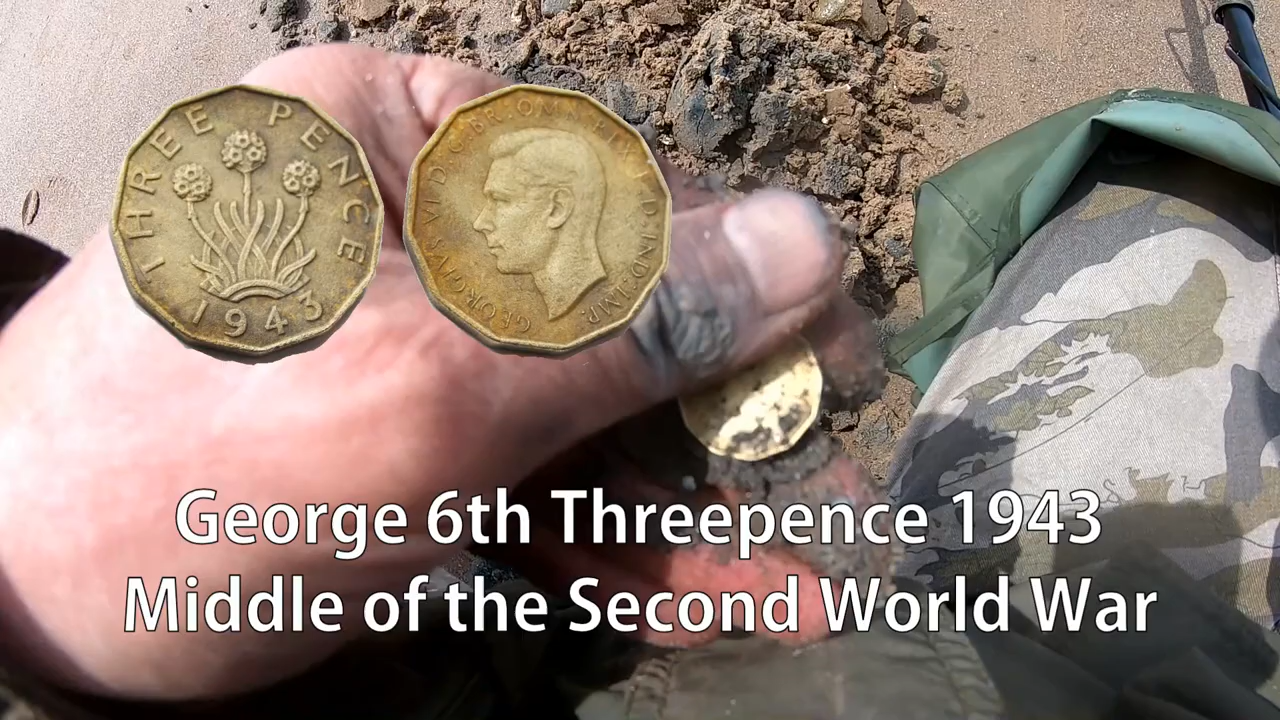 THREE PENCE
1943
GEORGIVS VI D:G:BR:OMN:REX F:D:IND:IMP.
George 6th Threepence 1943
Middle of the Second World War